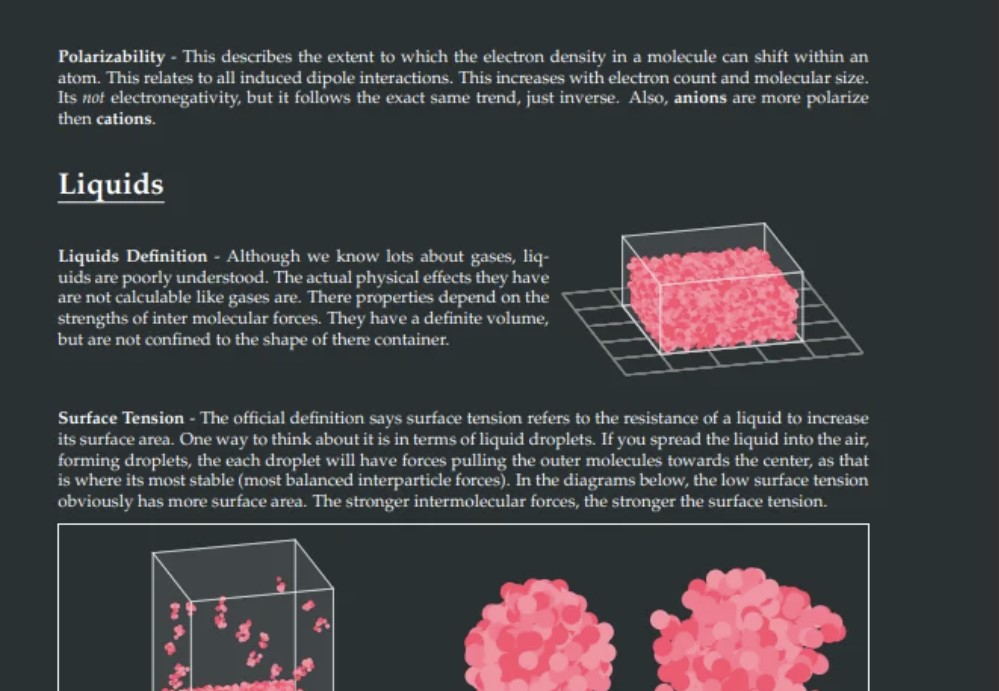 Polarizability - This describes the extent to which the electron density in a molecule can shift within an
atom. This relates to all induced dipole interactions. This increases with electron count and molecular size.
Its not electronegativity, but it follows the exact same trend, just inverse. Also, anions are more polarize
then cations.
Liquids
Liquids Definition - Although we know lots about gases, liq-
uids are poorly understood. The actual physical effects they have
are not calculable like gases are. There properties depend on the
strengths of inter molecular forces. They have a definite volume,
but are not confined to the shape of there container.
Surface Tension - The official definition says surface tension refers to the resistance of a liquid to increase
its surface area. One way to think about it is in terms of liquid droplets. If you spread the liquid into the air,
forming droplets, the each droplet will have forces pulling the outer molecules towards the center, as that
is where its most stable (most balanced interparticle forces). In the diagrams below, the low surface tension
obviously has more surface area. The stronger intermolecular forces, the stronger the surface tension.